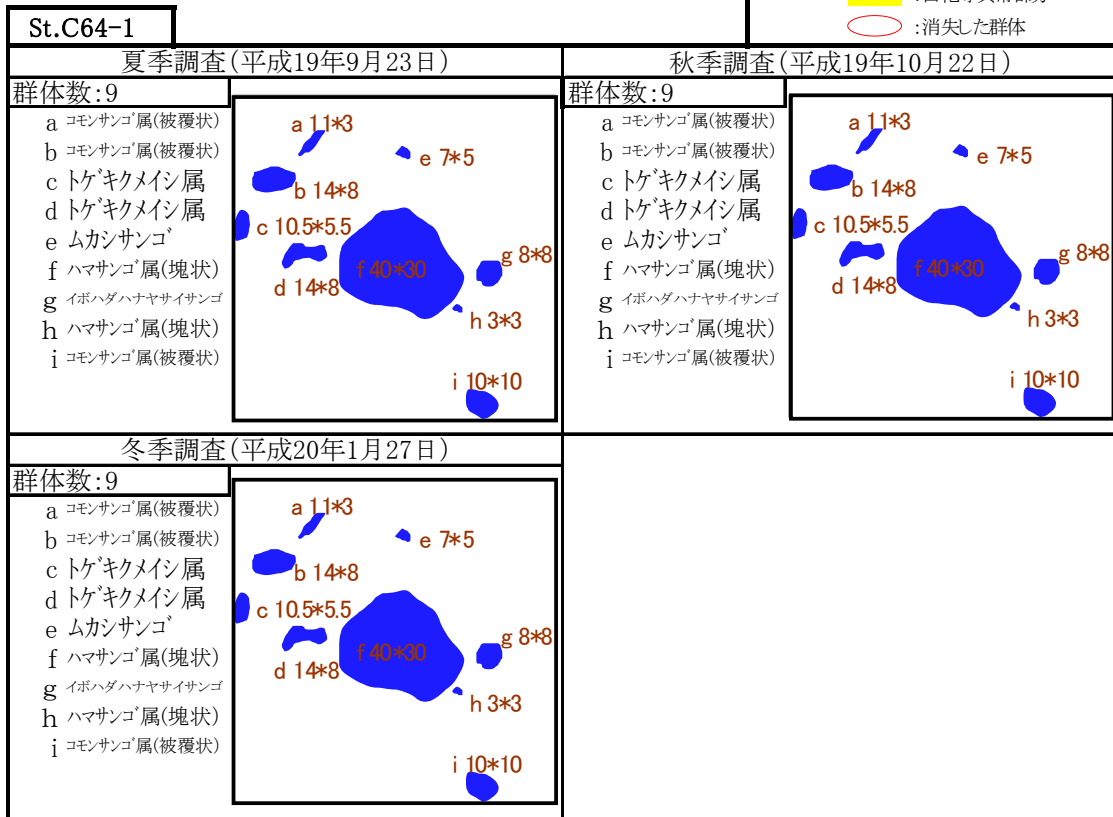 :消失した群体
St.C64-1
夏季調査(平成19年9月23日)
群体数:9
a コモンサンゴ属(被覆状)
b コモンサンゴ属(被覆状)
c トゲキクメイシ属
d トゲキクメイシ属
e ムカシサンゴ
f ハマサンゴ属(塊状)
g イボハダハナヤサイサンゴ
h ハマサンゴ属(塊状)
i コモンサンゴ属(被覆状)
a 11*3
e 7*5
b 14*8
c 10.5*5.5
g 8*8
f 40*30
d 14*8
h 3*3
i 10*10
秋季調査(平成19年10月22日)
群体数:9
a コモンサンゴ属(被覆状)
b コモンサンゴ属(被覆状)
c トゲキクメイシ属
d トゲキクメイシ属
e ムカシサンゴ
f ハマサンゴ属(塊状)
g イボハダハナヤサイサンゴ
h ハマサンゴ属(塊状)
i コモンサンゴ属(被覆状)
a 11*3
e 7*5
b 14*8
c 10.5*5.5
g 8*8
f 40*30
d 14*8
h 3*3
i 10*10
冬季調査(平成20年1月27日)
群体数:9
a コモンサンゴ属(被覆状)
b コモンサンゴ属(被覆状)
c トゲキクメイシ属
d トゲキクメイシ属
e ムカシサンゴ
f ハマサンゴ属(塊状)
g イボハダハナヤサイサンゴ
h ハマサンゴ属(塊状)
i コモンサンゴ属(被覆状)
a 11*3
e 7*5
b 14*8
c 10.5*5.5
g 8*8
f 40*30
d 14*8
h 3*3
i 10*10